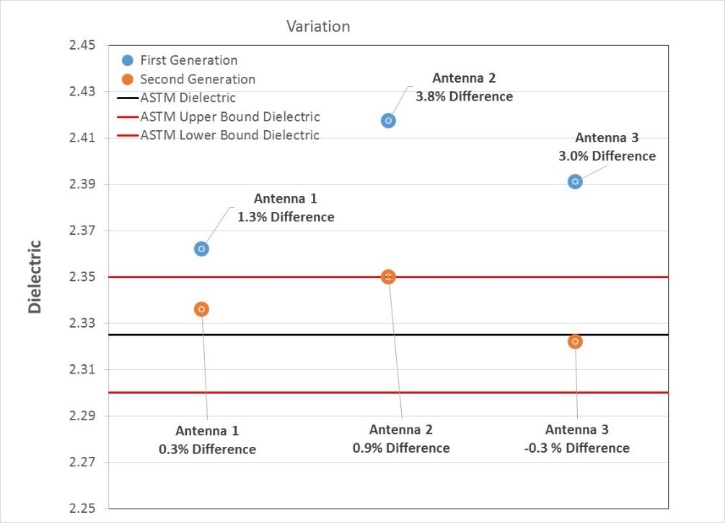 Variation
2.45
2.43
2.41
2.39
2.37
2.35
2.33
2.31
2.29
2.27
2.25
Dielectric
First Generation
Second Generation
ASTM Dielectric
ASTM Upper Bound Dielectric
ASTM Lower Bound Dielectric
Antenna 2
3.8% Difference
Antenna 3
3.0% Difference
Antenna 1
1.3% Difference
Antenna 1
0.3% Difference
Antenna 2
0.9% Difference
Antenna 3
-0.3 % Difference